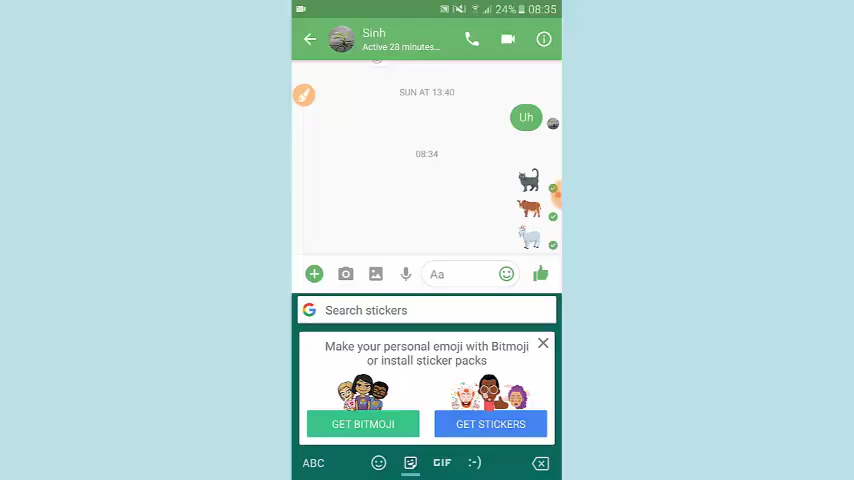 24% 08:35
Sinh
Active 28 minutes...
SUN AT 13:40
Uh
08:34
Aa
Search stickers
Make your personal emoji with Bitmoji
or install sticker packs
GET BITMOJI
GET STICKERS
ABC
GIF
:-)